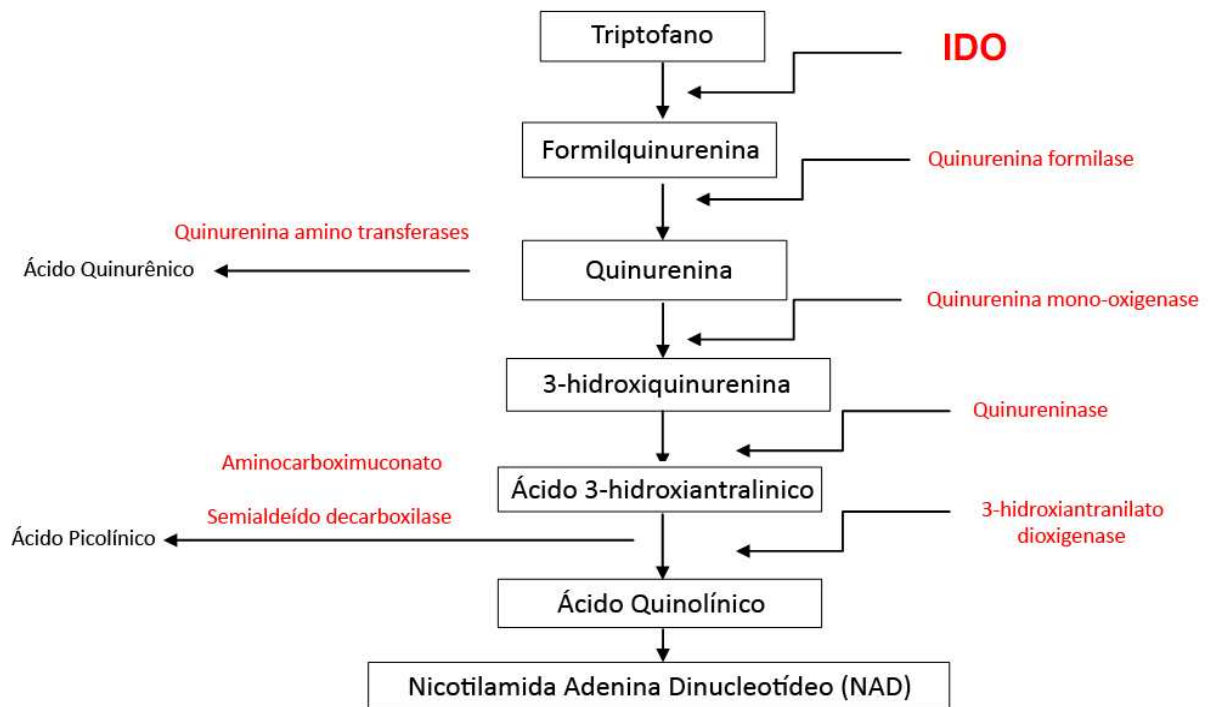 Triptofano
IDO
Formilquinurenina
Quinurenina formilase
Quinurenina amino transferases
Ácido Quinurênico
Quinurenina
Quinurenina mono-oxigenase
3-hidroxiquinurenina
Quinureninase
Aminocarboximuconato
Semialdeído decarboxilase
Ácido 3-hidroxiantralinico
3-hidroxiantranilato
dioxigenase
Ácido Picolínico
Ácido Quinolínico
Nicotilamida Adenina Dinucleotídeo (NAD)